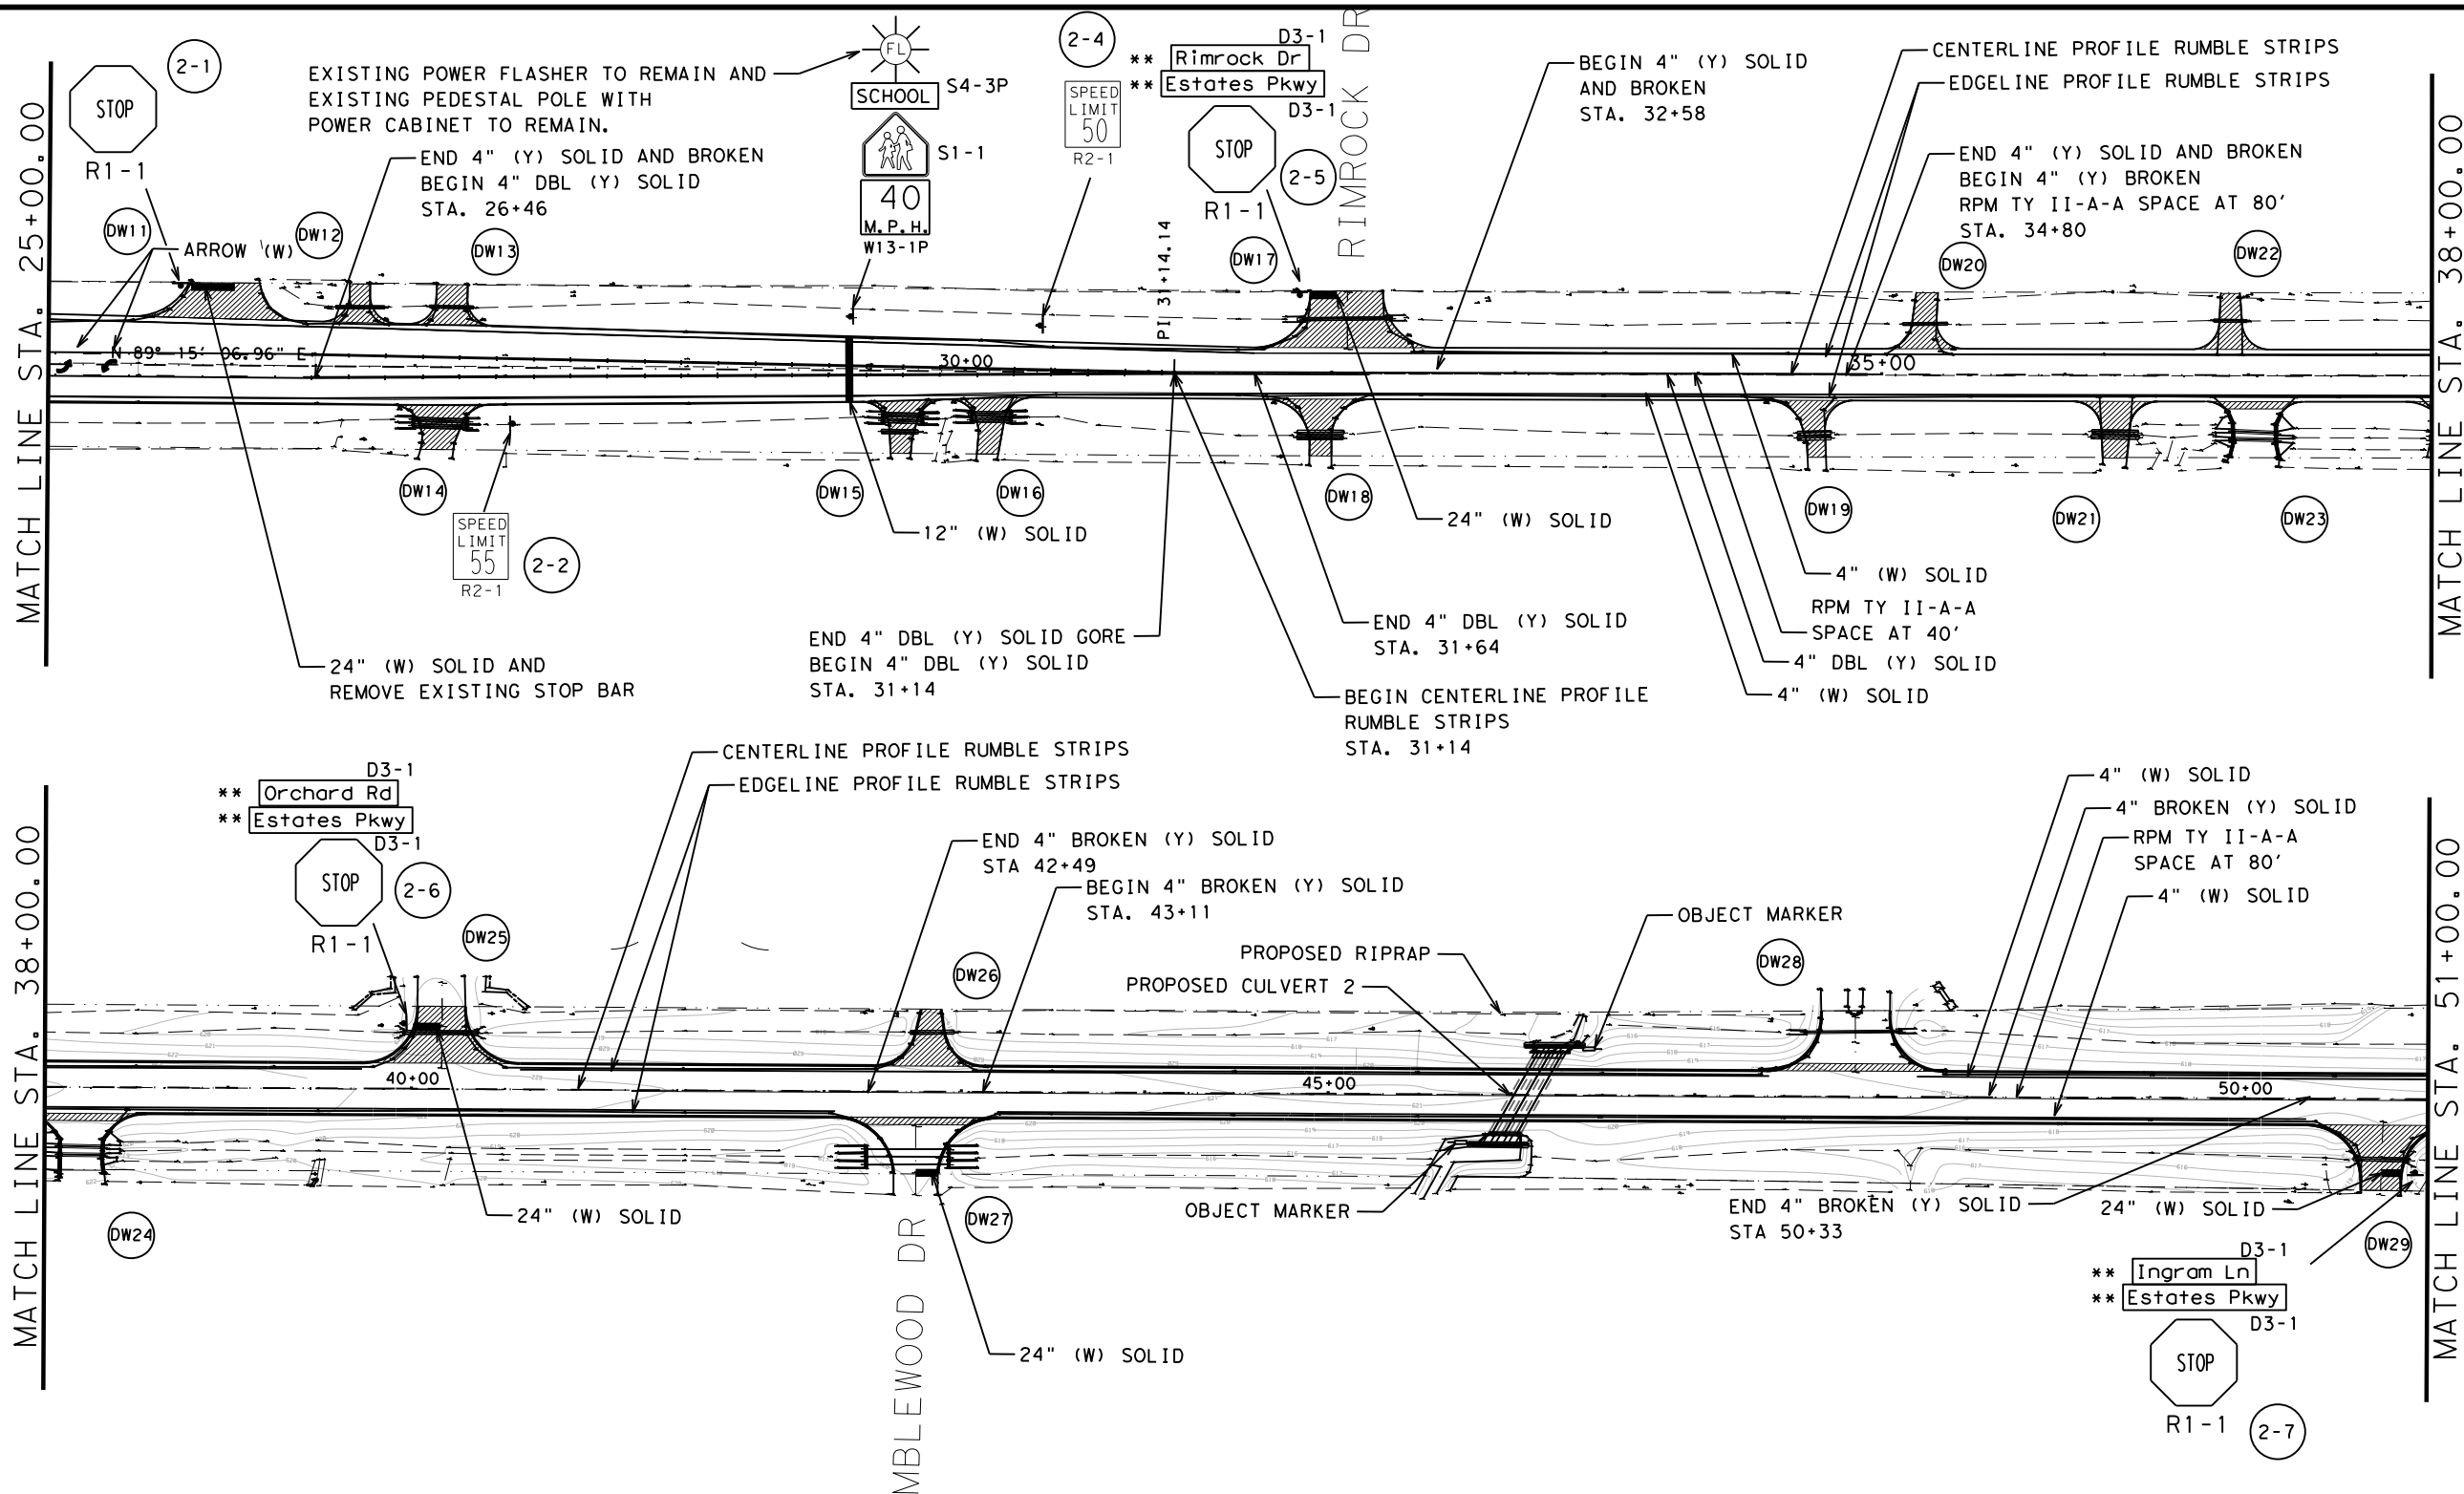 MATCH LINE STA. 25+00.00
STOP
R1-1
2-1
EXISTING POWER FLASHER TO REMAIN AND
EXISTING PEDESTAL POLE WITH
POWER CABINET TO REMAIN.
END 4" (Y) SOLID AND BROKEN
BEGIN 4" DBL (Y) SOLID
STA. 26+46
FL
SCHOOL
S4-3P
S1-1
40
M.P.H.
W13-1P
2-4
SPEED
LIMIT
50
R2-1
D3-1
** Rimrock Dr
** Estates Pkwy
D3-1
STOP
R1-1
2-5
RIMROCK DR
BEGIN 4" (Y) SOLID
AND BROKEN
STA. 32+58
CENTERLINE PROFILE RUMBLE STRIPS
EDGELINE PROFILE RUMBLE STRIPS
END 4" (Y) SOLID AND BROKEN
BEGIN 4" (Y) BROKEN
RPM TY II-A-A SPACE AT 80'
STA. 34+80
DW11
ARROW (W)
DW12
DW13
PI 31+14.14
DW17
DW20
DW22
N 89° 15' 06.96" E
30+00
35+00
DW14
DW15
DW16
DW18
DW19
DW21
DW23
SPEED
LIMIT
55
R2-1
2-2
12" (W) SOLID
24" (W) SOLID
4" (W) SOLID
RPM TY II-A-A
SPACE AT 40'
4" DBL (Y) SOLID
4" (W) SOLID
24" (W) SOLID AND
REMOVE EXISTING STOP BAR
END 4" DBL (Y) SOLID GORE
BEGIN 4" DBL (Y) SOLID
STA. 31+14
END 4" DBL (Y) SOLID
STA. 31+64
BEGIN CENTERLINE PROFILE
RUMBLE STRIPS
STA. 31+14
MATCH LINE STA. 38+00.00
MATCH LINE STA. 38+00.00
D3-1
** Orchard Rd
** Estates Pkwy
D3-1
STOP
R1-1
2-6
DW25
CENTERLINE PROFILE RUMBLE STRIPS
EDGELINE PROFILE RUMBLE STRIPS
END 4" BROKEN (Y) SOLID
STA 42+49
BEGIN 4" BROKEN (Y) SOLID
STA. 43+11
DW26
PROPOSED RIPRAP
PROPOSED CULVERT 2
OBJECT MARKER
DW28
4" (W) SOLID
4" BROKEN (Y) SOLID
RPM TY II-A-A
SPACE AT 80'
4" (W) SOLID
40+00
45+00
50+00
DW24
24" (W) SOLID
DW27
MBLEWOOD DR
24" (W) SOLID
OBJECT MARKER
END 4" BROKEN (Y) SOLID
STA 50+33
24" (W) SOLID
DW29
D3-1
** Ingram Ln
** Estates Pkwy
D3-1
STOP
R1-1
2-7
MATCH LINE STA. 51+00.00